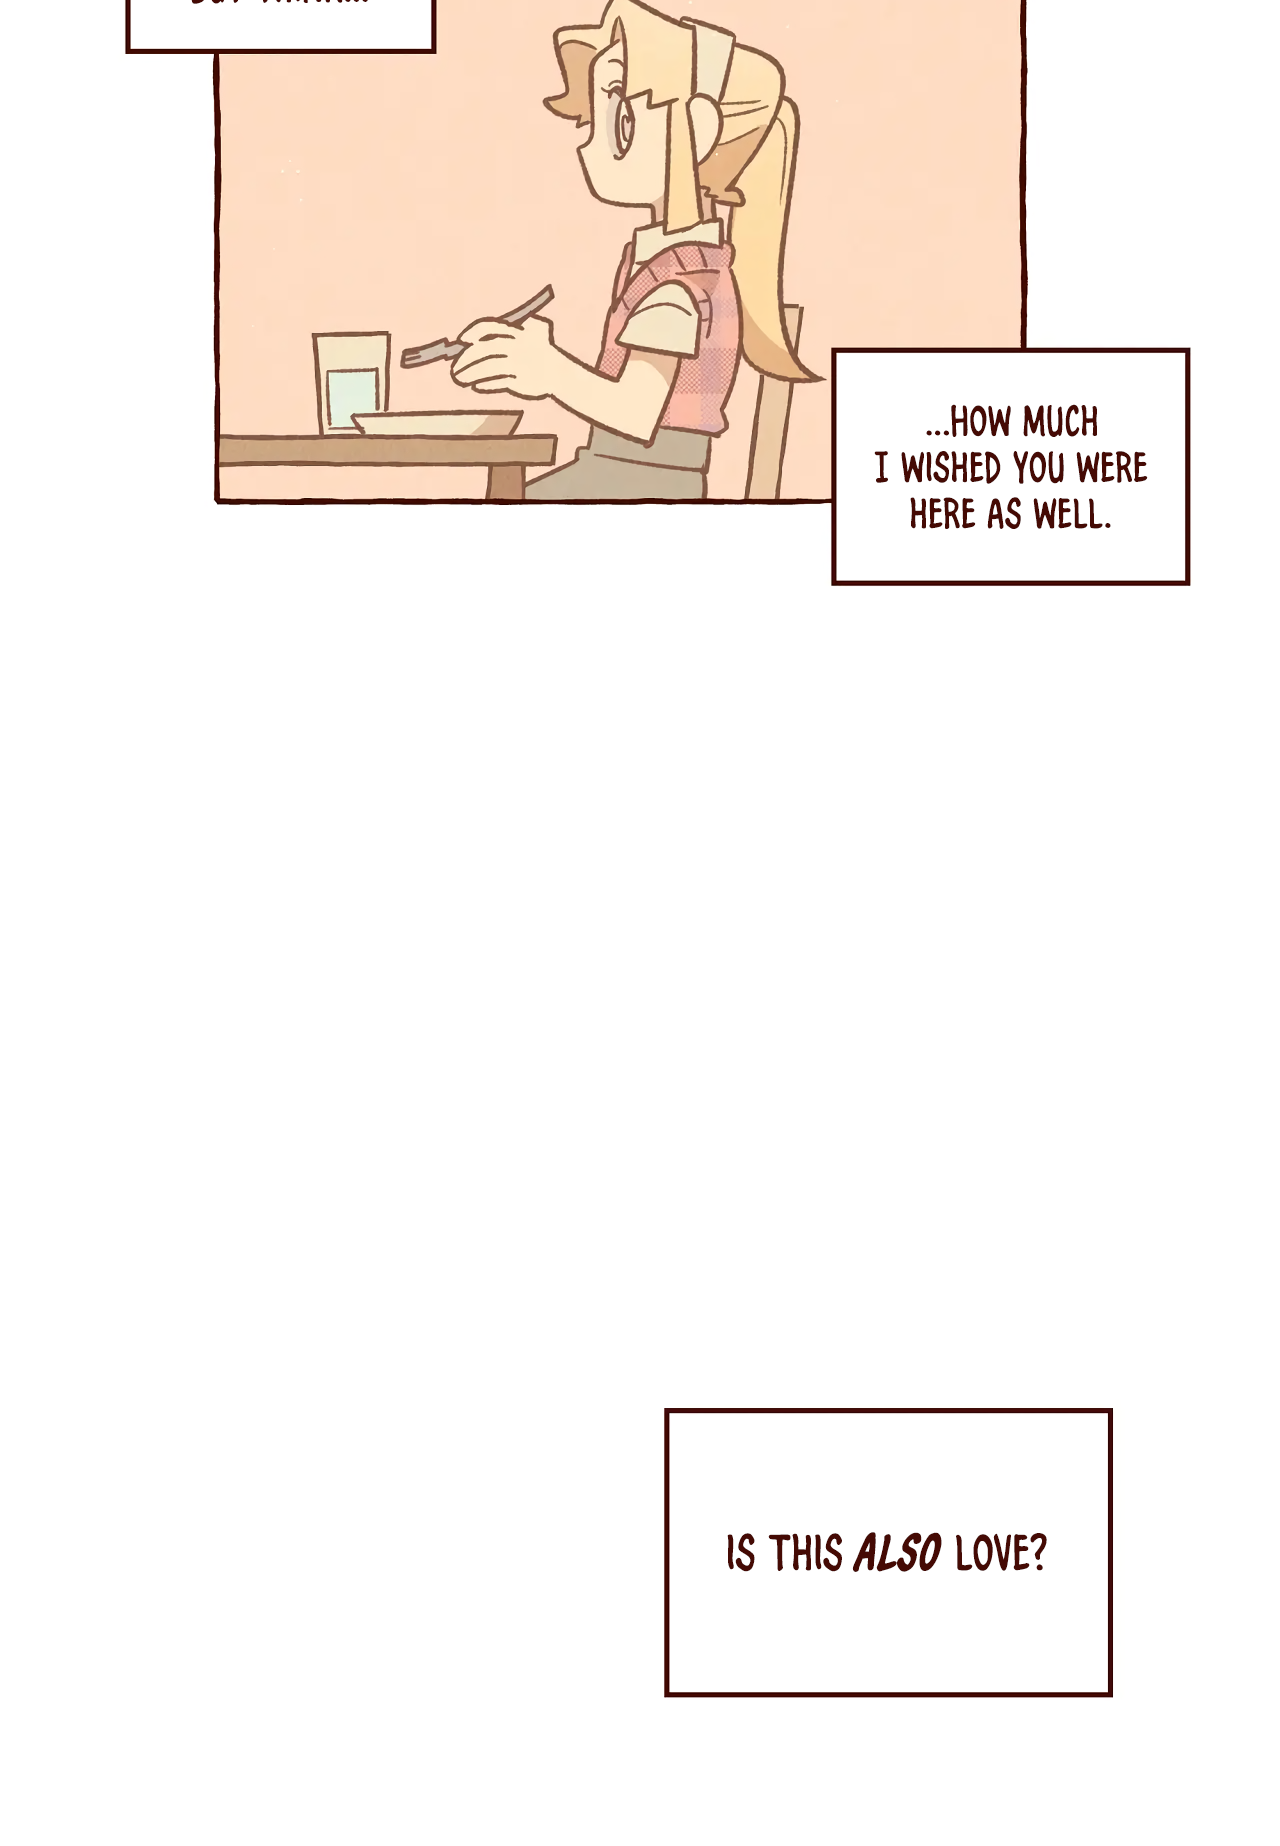 ...HOW MUCH
I WISHED YOU WERE
HERE AS WELL.
IS THIS ALSO LOVE?